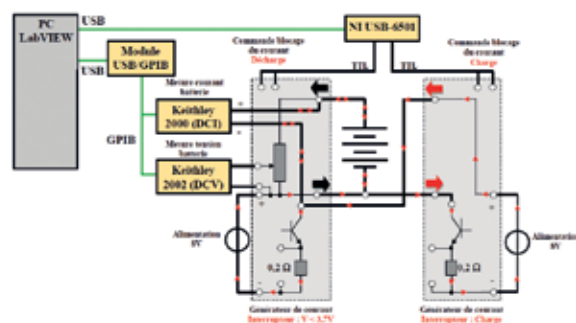 PC
LabVIEW
USB
USB
Module
USB/GPIB
GPIB
NI USB-6501
Commande blocage
du courant
Décharge
Commande blocage
du courant
Charge
TTL
TTL
Mesure courant
batterie
Keithley
2000 (DCI)
+
-
Mesure tension
batterie
Keithley
2002 (DCV)
Alimentation
8V
+
-
0,2 Ω
Générateur de courant
Interrupteur : V < 3,7V
Alimentation
8V
+
-
0,2 Ω
Générateur de courant
Interrupteur : Charge